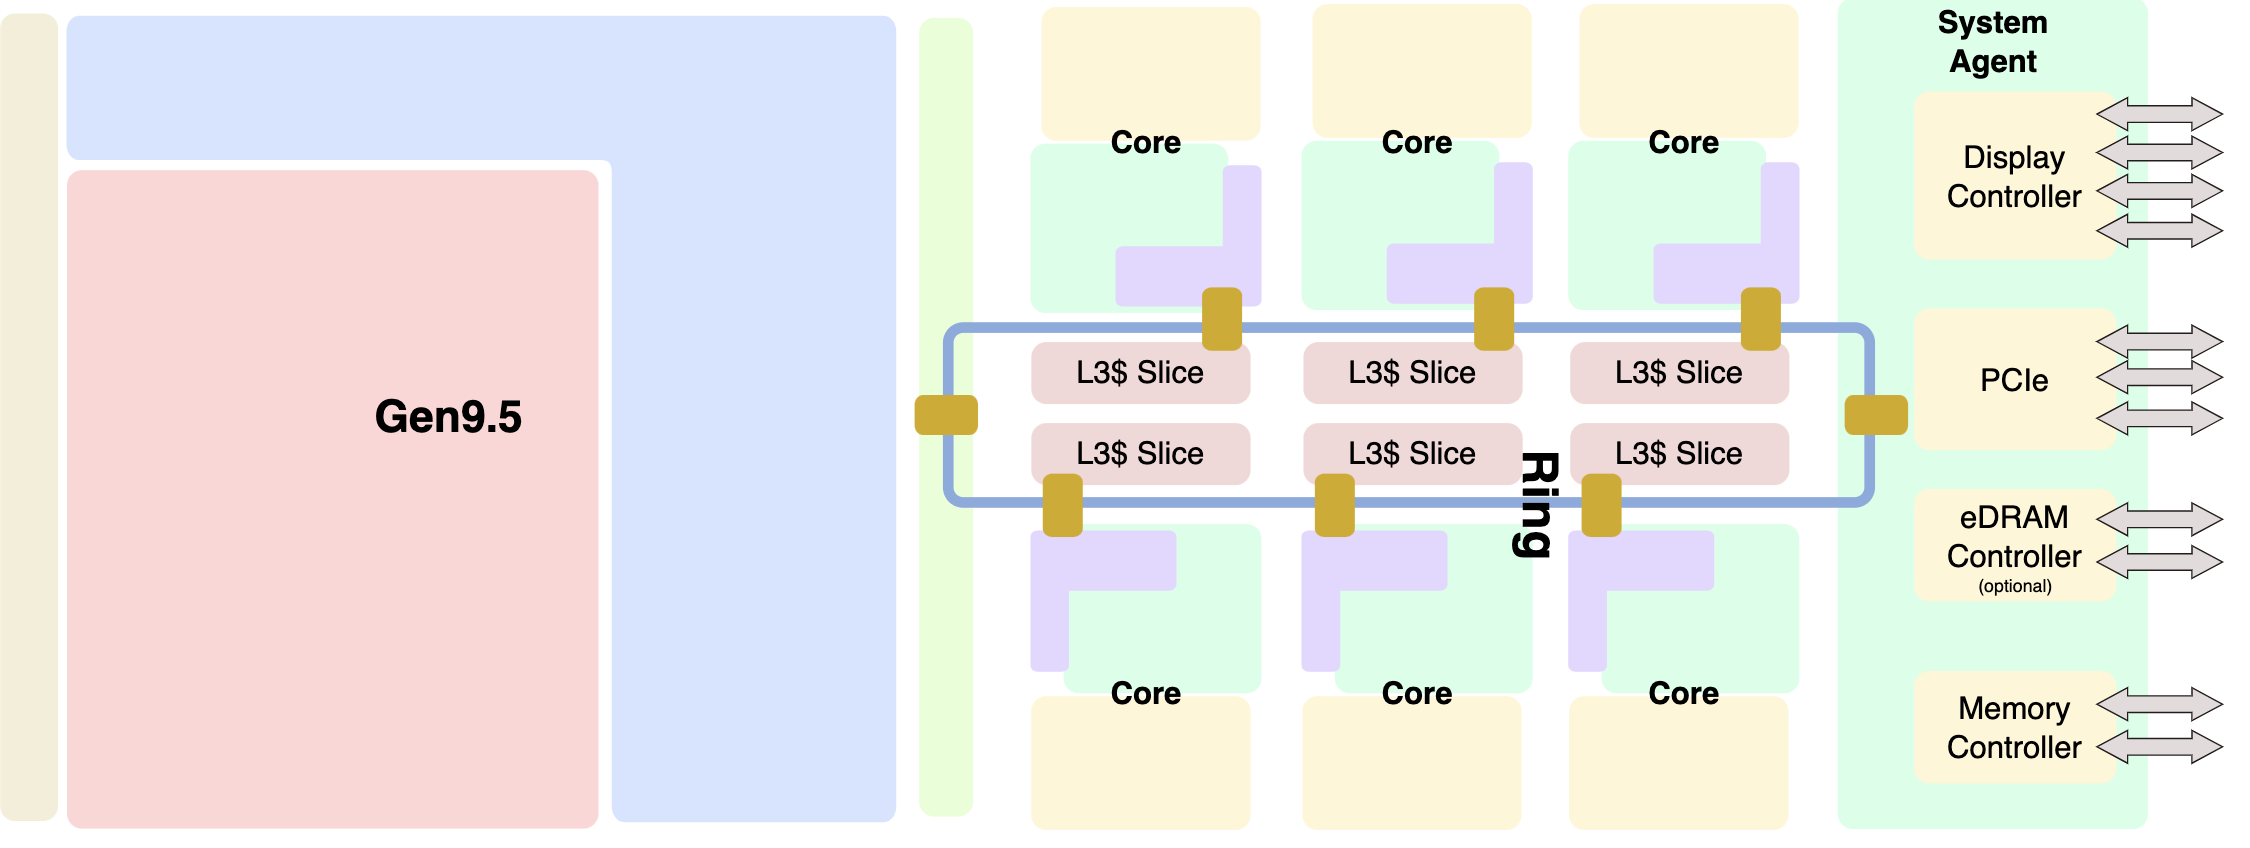 System
Agent
Core
Core
Core
Display
Controller
Gen9.5
L3$ Slice
L3$ Slice
L3$ Slice
PCIe
L3$ Slice
L3$ Slice
L3$ Slice
Ring
eDRAM
Controller
(optional)
Core
Core
Core
Memory
Controller